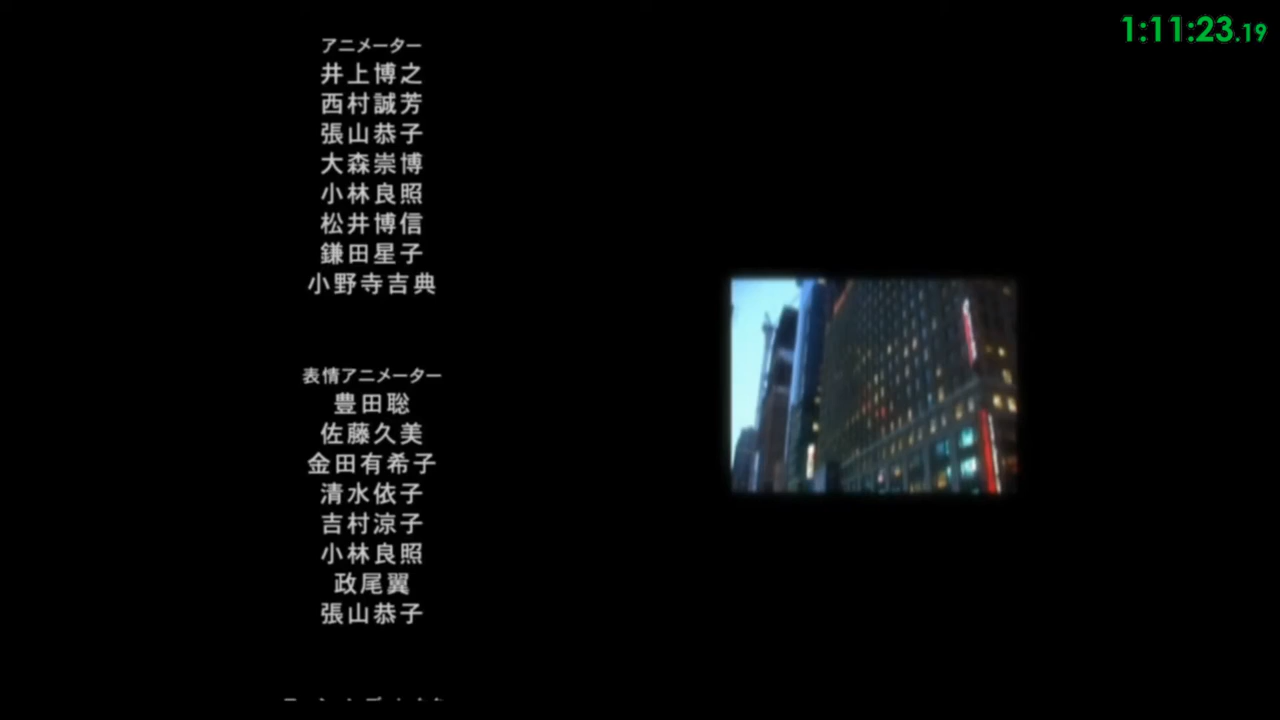 1:11:23.19
アニメーター
井上博之
西村誠芳
張山恭子
大森崇博
小林良照
松井博信
鎌田星子
小野寺吉典
表情アニメーター
豊田聡
佐藤久美
金田有希子
清水依子
吉村涼子
小林良照
政尾翼
張山恭子